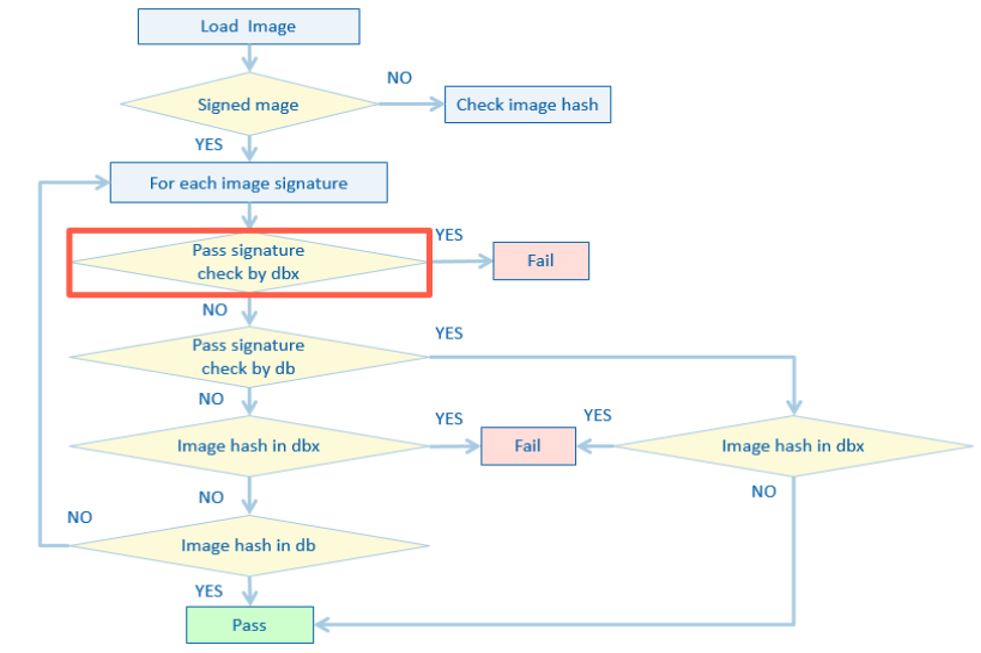 Load Image
NO
Signed mage
Check image hash
YES
For each image signature
YES
Pass signature
check by dbx
Fail
NO
YES
Pass signature
check by db
NO
YES
YES
Image hash in dbx
Fail
Image hash in dbx
NO
NO
NO
Image hash in db
YES
Pass